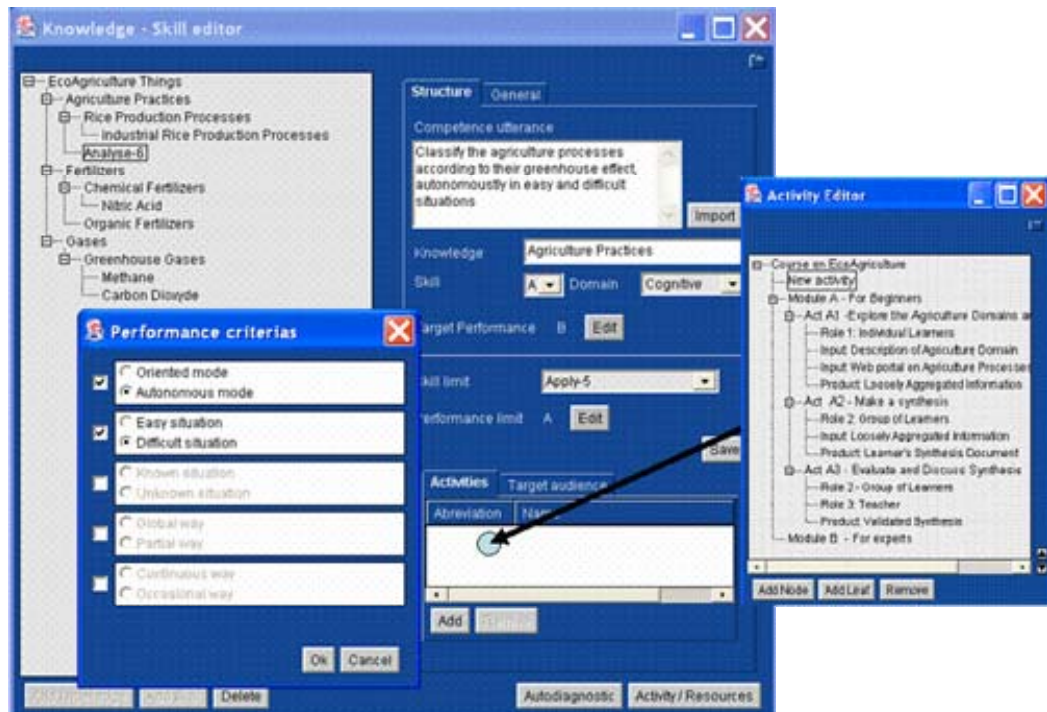 Knowledge - Skill editor
EcoAgriculture Things
Agriculture Practices
Rice Production Processes
Industrial Rice Production Processes
Analyse-6
Fertilizers
Chemical Fertilizers
Nitric Acid
Organic Fertilizers
Gases
Greenhouse Gases
Methane
Carbon Dioxyde
Structure General
Competence utterance
Classify the agriculture processes
according to their greenhouse effect,
autonomoustly in easy and difficult
situations
Import
Knowledge Agriculture Practices
Skill A Domain Cognitive
Target Performance B Edit
Skill limit Apply-5
Performance limit A Edit
Save
Activities Target audience
Abreviation
Add
Autodiagnostic Activity / Resources
Delete
Performance criterias
Oriented mode
Autonomous mode
Easy situation
Difficult situation
Known situation
Unknown situation
Global way
Partial way
Continuous way
Occasional way
Ok Cancel
Activity Editor
Course on EcoAgriculture
New activity
Module A - For Beginners
Act A1 -Explore the Agriculture Domains
Role 1: Individual Learners
Input: Description of Agriculture Domain
Input: Web portal on Agriculture Processes
Product: Loosely Aggregated Information
Act A2 - Make a synthesis
Role 2: Group of Learners
Input: Loosely Aggregated Information
Product: Learner's Synthesis Document
Act A3 - Evaluate and Discuss Synthesis
Role 2 - Group of Learners
Role 3: Teacher
Product: Validated Synthesis
Module B - For experts
Add Node Add Leaf Remove